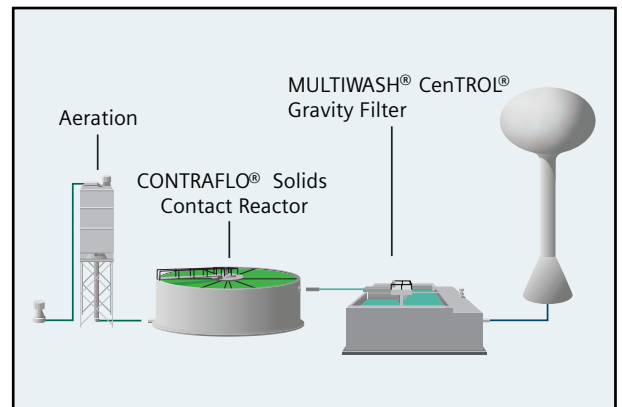 MULTIWASH® CenTROL®
Gravity Filter
Aeration
CONTRAFLO® Solids
Contact Reactor